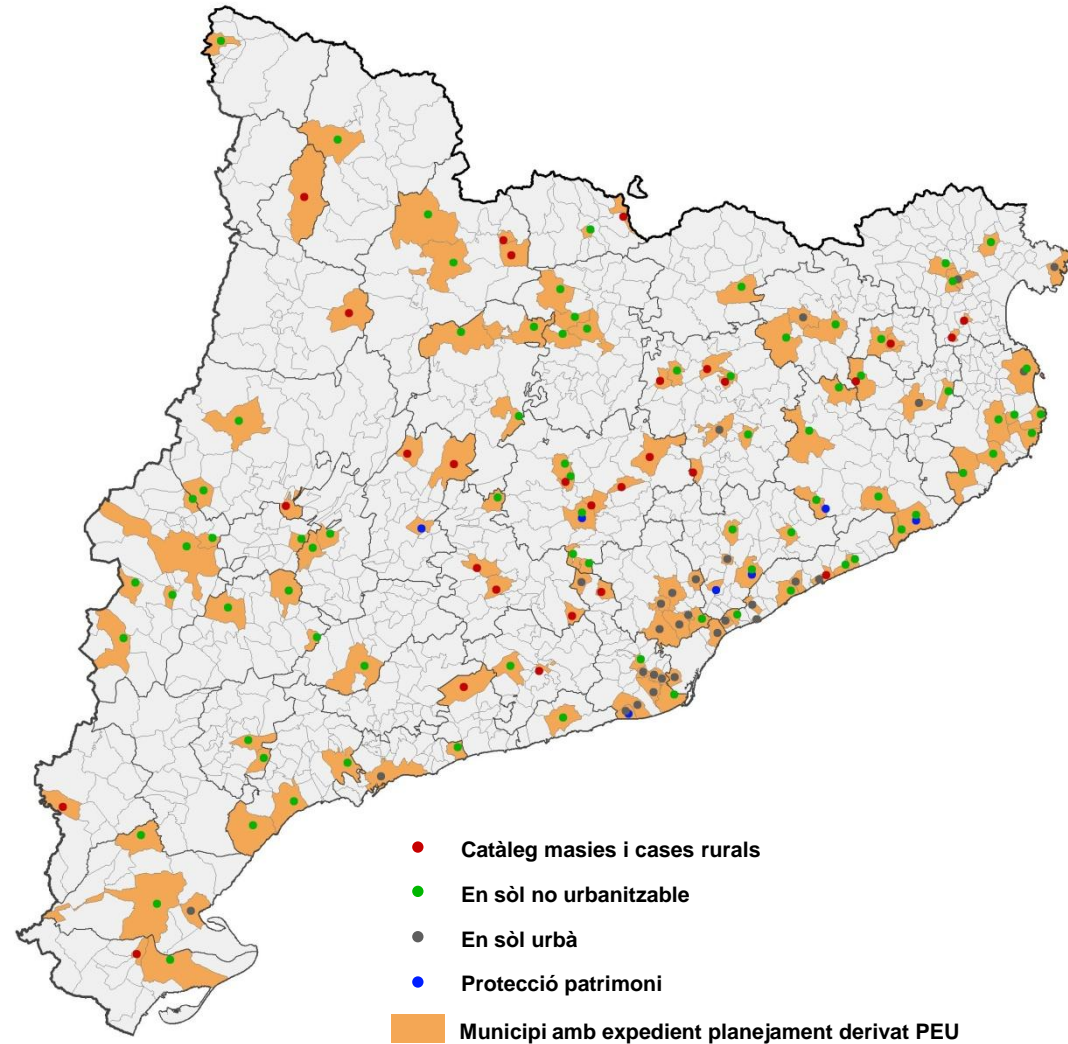 Catàleg masies i cases rurals
En sòl no urbanitzable
En sòl urbà
Protecció patrimoni
Municipi amb expedient planejament derivat PEU